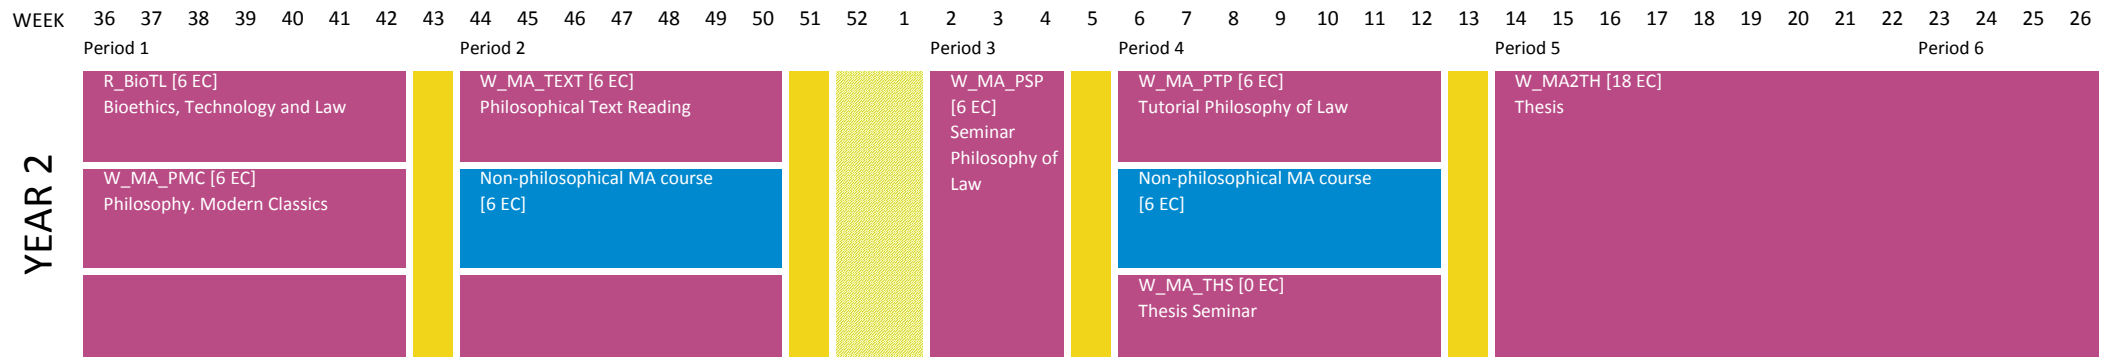 WEEK 36 37 38 39 40 41 42 43 44 45 46 47 48 49 50 51 52 1 2 3 4 5 6 7 8 9 10 11 12 13 14 15 16 17 18 19 20 21 22 23 24 25 26
Period 1 Period 2 Period 3 Period 4 Period 5 Period 6
YEAR 2
R_BioTL [6 EC]
Bioethics, Technology and Law
W_MA_PMC [6 EC]
Philosophy. Modern Classics
W_MA_TEXT [6 EC]
Philosophical Text Reading
Non-philosophical MA course
[6 EC]
W_MA_PSP
[6 EC]
Seminar
Philosophy of
Law
W_MA_PTP [6 EC]
Tutorial Philosophy of Law
Non-philosophical MA course
[6 EC]
W_MA_THS [0 EC]
Thesis Seminar
W_MA2TH [18 EC]
Thesis